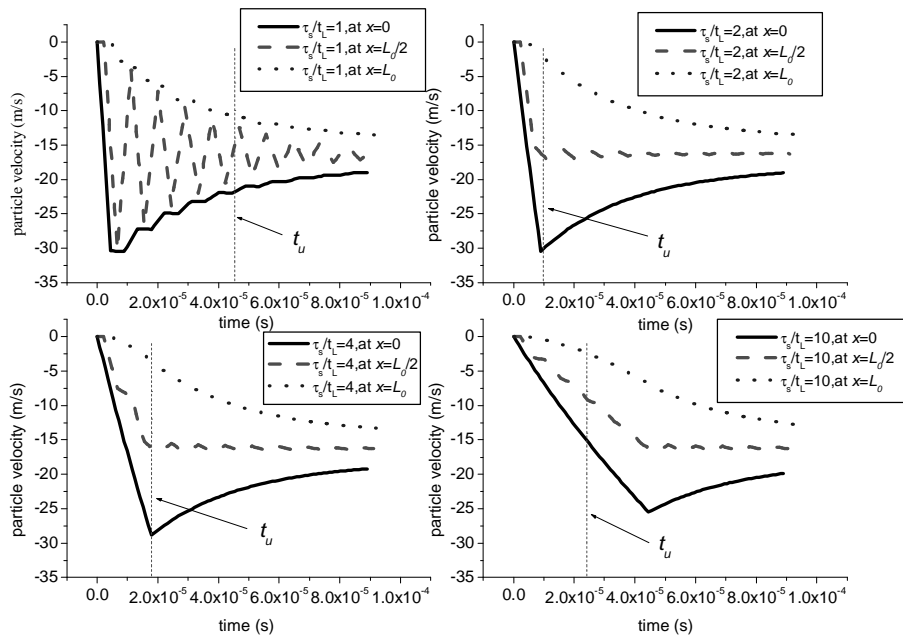 τs/tL=1,at x=0
τs/tL=1,at x=L0/2
τs/tL=1,at x=L0
particle velocity (m/s)
0
-5
-10
-15
-20
-25
-30
-35
tu
0.0 2.0x10-5 4.0x10-5 6.0x10-5 8.0x10-5 1.0x10-4
time (s)
τs/tL=2,at x=0
τs/tL=2,at x=L0/2
τs/tL=2,at x=L0
particle velocity (m/s)
0
-5
-10
-15
-20
-25
-30
-35
tu
0.0 2.0x10-5 4.0x10-5 6.0x10-5 8.0x10-5 1.0x10-4
time (s)
τs/tL=4,at x=0
τs/tL=4,at x=L0/2
τs/tL=4,at x=L0
particle velocity (m/s)
0
-5
-10
-15
-20
-25
-30
-35
tu
0.0 2.0x10-5 4.0x10-5 6.0x10-5 8.0x10-5 1.0x10-4
time (s)
τs/tL=10,at x=0
τs/tL=10,at x=L0/2
τs/tL=10,at x=L0
particle velocity (m/s)
0
-5
-10
-15
-20
-25
-30
-35
tu
0.0 2.0x10-5 4.0x10-5 6.0x10-5 8.0x10-5 1.0x10-4
time (s)